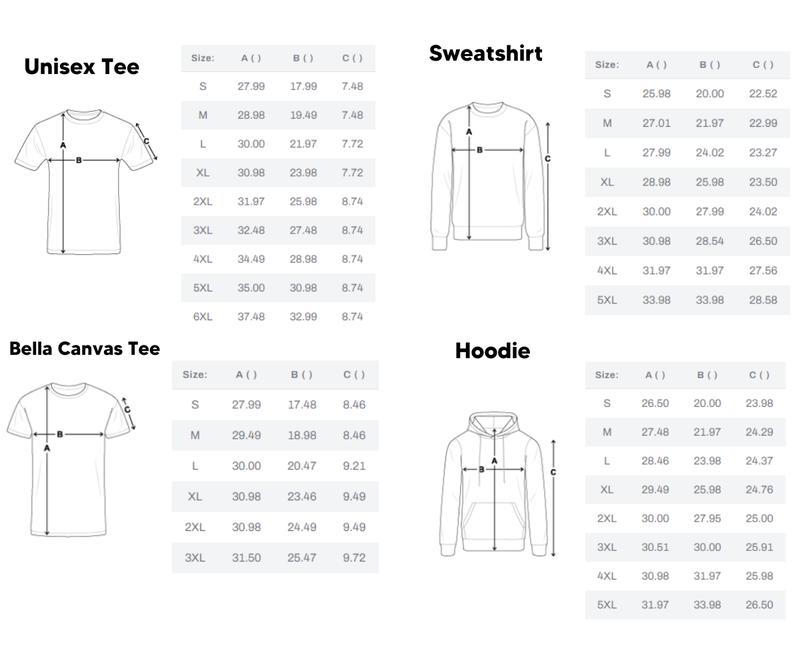 Unisex Tee
Size: A ( ) B ( ) C ( )
S 27.99 17.99 7.48
M 28.98 19.49 7.48
L 30.00 21.97 7.72
XL 30.98 23.98 7.72
2XL 31.97 25.98 8.74
3XL 32.48 27.48 8.74
4XL 34.49 28.98 8.74
5XL 35.00 30.98 8.74
6XL 37.48 32.99 8.74
A
B
C
Sweatshirt
Size: A ( ) B ( ) C ( )
S 25.98 20.00 22.52
M 27.01 21.97 22.99
L 27.99 24.02 23.27
XL 28.98 25.98 23.50
2XL 30.00 27.99 24.02
3XL 30.98 28.54 26.50
4XL 31.97 31.97 27.56
5XL 33.98 33.98 28.58
A
B
C
Bella Canvas Tee
Size: A ( ) B ( ) C ( )
S 27.99 17.48 8.46
M 29.49 18.98 8.46
L 30.00 20.47 9.21
XL 30.98 23.46 9.49
2XL 30.98 24.49 9.49
3XL 31.50 25.47 9.72
C
B
A
Hoodie
Size: A ( ) B ( ) C ( )
S 26.50 20.00 23.98
M 27.48 21.97 24.29
L 28.46 23.98 24.37
XL 29.49 25.98 24.76
2XL 30.00 27.95 25.00
3XL 30.51 30.00 25.91
4XL 30.98 31.97 25.98
5XL 31.97 33.98 26.50
A
B
C